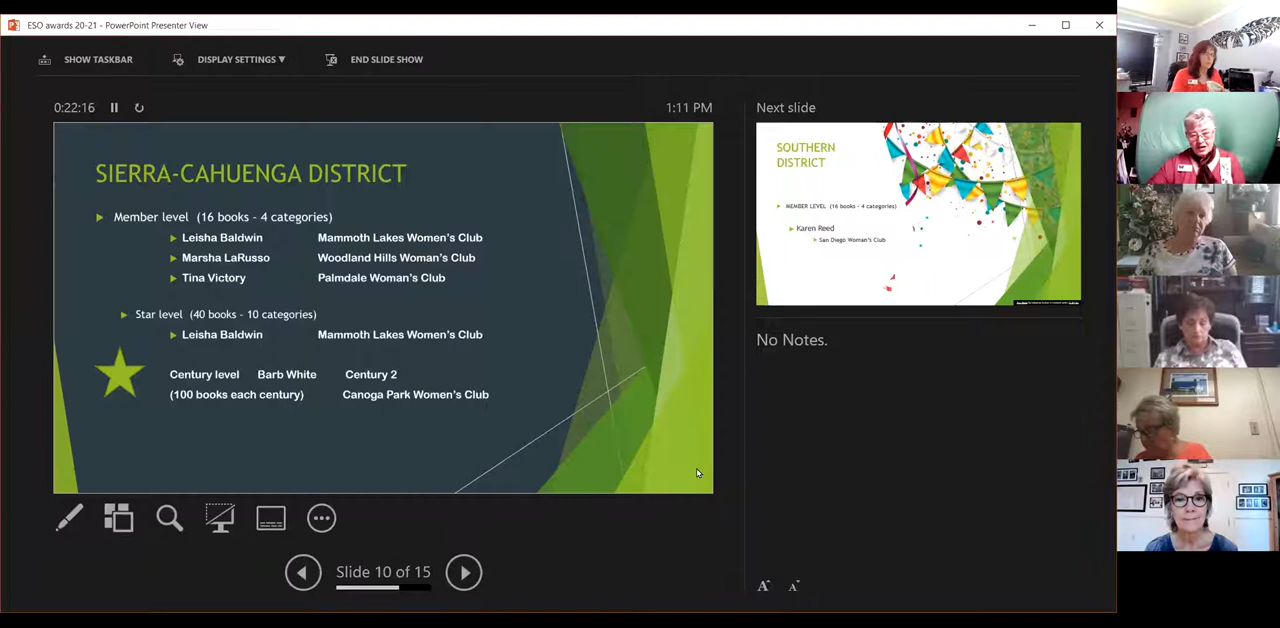 ESO awards 20-21 - PowerPoint Presenter View
SHOW TASKBAR DISPLAY SETTINGS ▼ END SLIDE SHOW
0:22:16 1:11 PM
SIERRA-CAHUENGA DISTRICT
Member level (16 books - 4 categories)
Leisha Baldwin Mammoth Lakes Women's Club
Marsha LaRusso Woodland Hills Woman's Club
Tina Victory Palmdale Woman's Club
Star level (40 books - 10 categories)
Leisha Baldwin Mammoth Lakes Women's Club
Century level Barb White Century 2
(100 books each century) Canoga Park Women's Club
Slide 10 of 15
Next slide
SOUTHERN
DISTRICT
MEMBER LEVEL (16 books - 4 categories)
Karen Reed
San Diego Woman's Club
No Notes.
A A